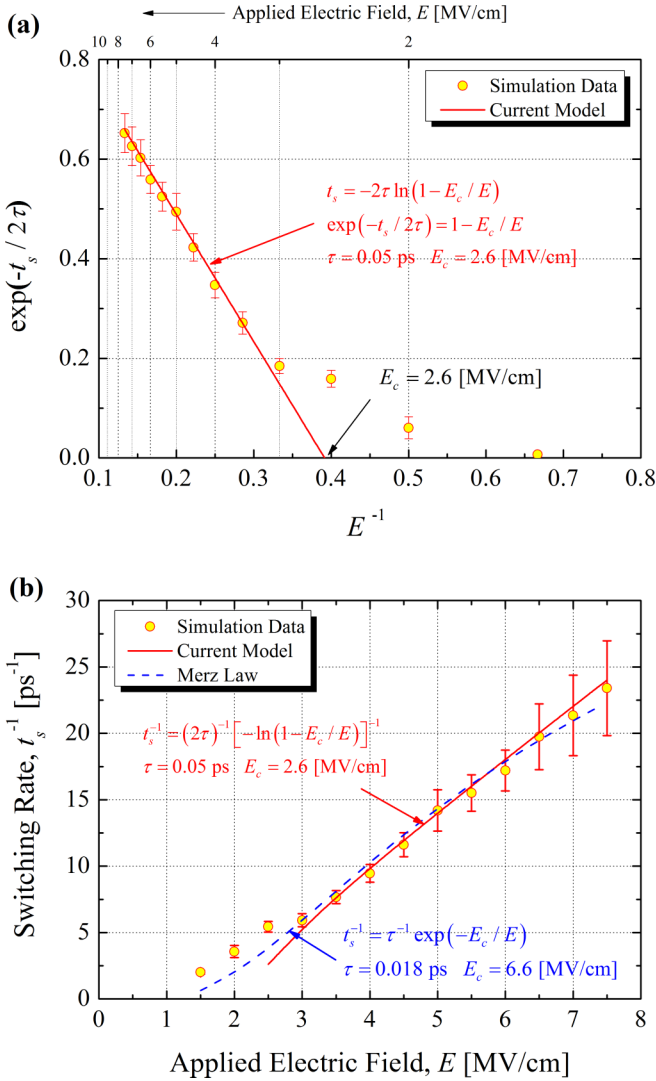 (a)
Applied Electric Field, E [MV/cm]
10 8 6 4 2
0.8
0.6
0.4
0.2
0.0
exp(-t_s / 2τ)
Simulation Data
Current Model
t_s = −2τ ln(1−E_c / E)
exp(−t_s / 2τ) = 1−E_c / E
τ = 0.05 ps E_c = 2.6 [MV/cm]
E_c = 2.6 [MV/cm]
0.1 0.2 0.3 0.4 0.5 0.6 0.7 0.8
E^-1
(b)
30
25
20
15
10
5
0
Switching Rate, t_s^-1 [ps^-1]
Simulation Data
Current Model
Merz Law
t_s^-1 = (2τ)^-1 [−ln(1−E_c / E)]^-1
τ = 0.05 ps E_c = 2.6 [MV/cm]
t_s^-1 = τ^-1 exp(−E_c / E)
τ = 0.018 ps E_c = 6.6 [MV/cm]
0 1 2 3 4 5 6 7 8
Applied Electric Field, E [MV/cm]